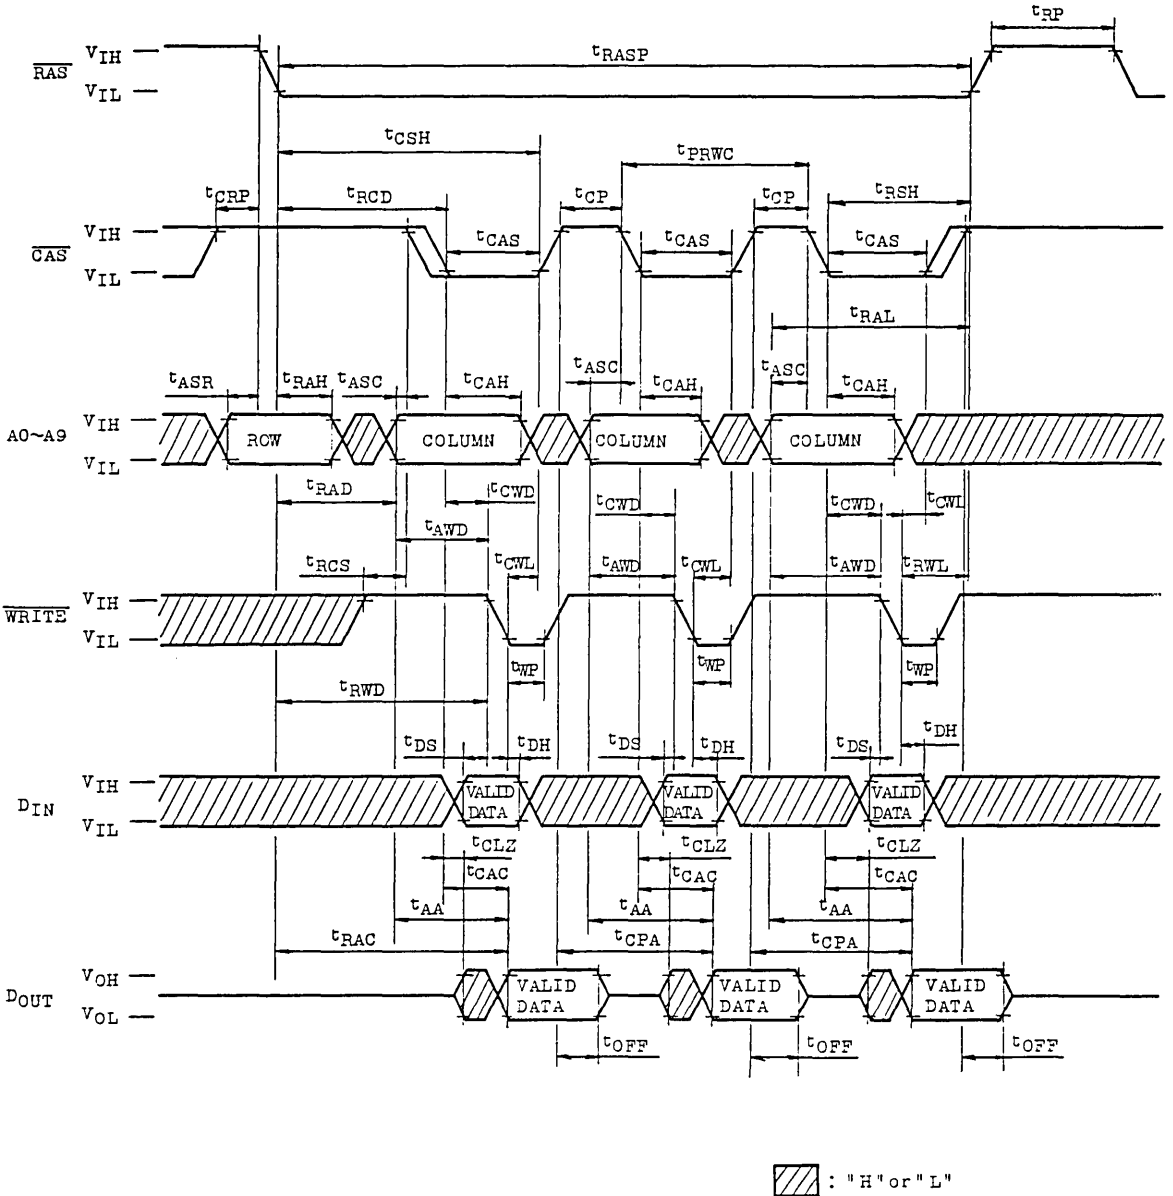 tRP
VIH
RAS
tRASP
VIL
tCSH
tPRWC
tCRP
tRCD
tCP
tCP
tRSH
VIH
CAS
tCAS
tCAS
tCAS
VIL
tRAL
tASR
tRAH
tASC
tCAH
tASC
tCAH
tASC
tCAH
VIH
A0~A9
ROW
COLUMN
COLUMN
COLUMN
VIL
tRAD
tCWD
tCWD
tCWD
tCWL
tAWD
tRCS
tCWL
tAWD
tCWL
tAWD
tRWL
VIH
WRITE
VIL
tWP
tWP
tWP
tRWD
tDS
tDH
tDS
tDH
tDS
tDH
VIH
DIN
VALID DATA
VALID DATA
VALID DATA
VIL
tCLZ
tCLZ
tCLZ
tCAC
tCAC
tCAC
tAA
tAA
tAA
tRAC
tCPA
tCPA
VOH
DOUT
VALID DATA
VALID DATA
VALID DATA
VOL
tOFF
tOFF
tOFF
: "H" or "L"